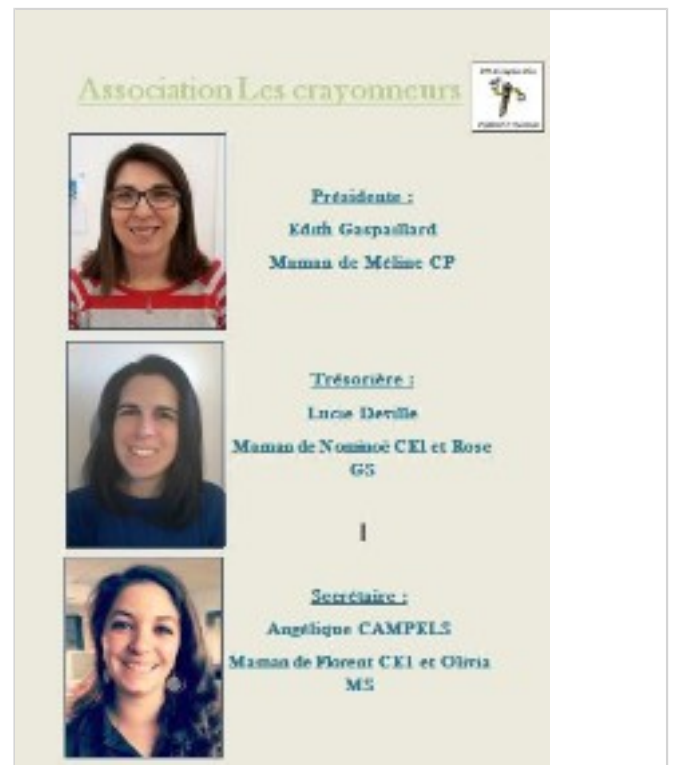 Association Les crayonneurs
Présidente :
Edith Gaspaillard
Maman de Méline CP
Trésorière :
Lucie Deville
Maman de Nominoë CE1 et Rose
GS
Secrétaire :
Angélique CAMPELS
Maman de Florent CE1 et Olivia
MS